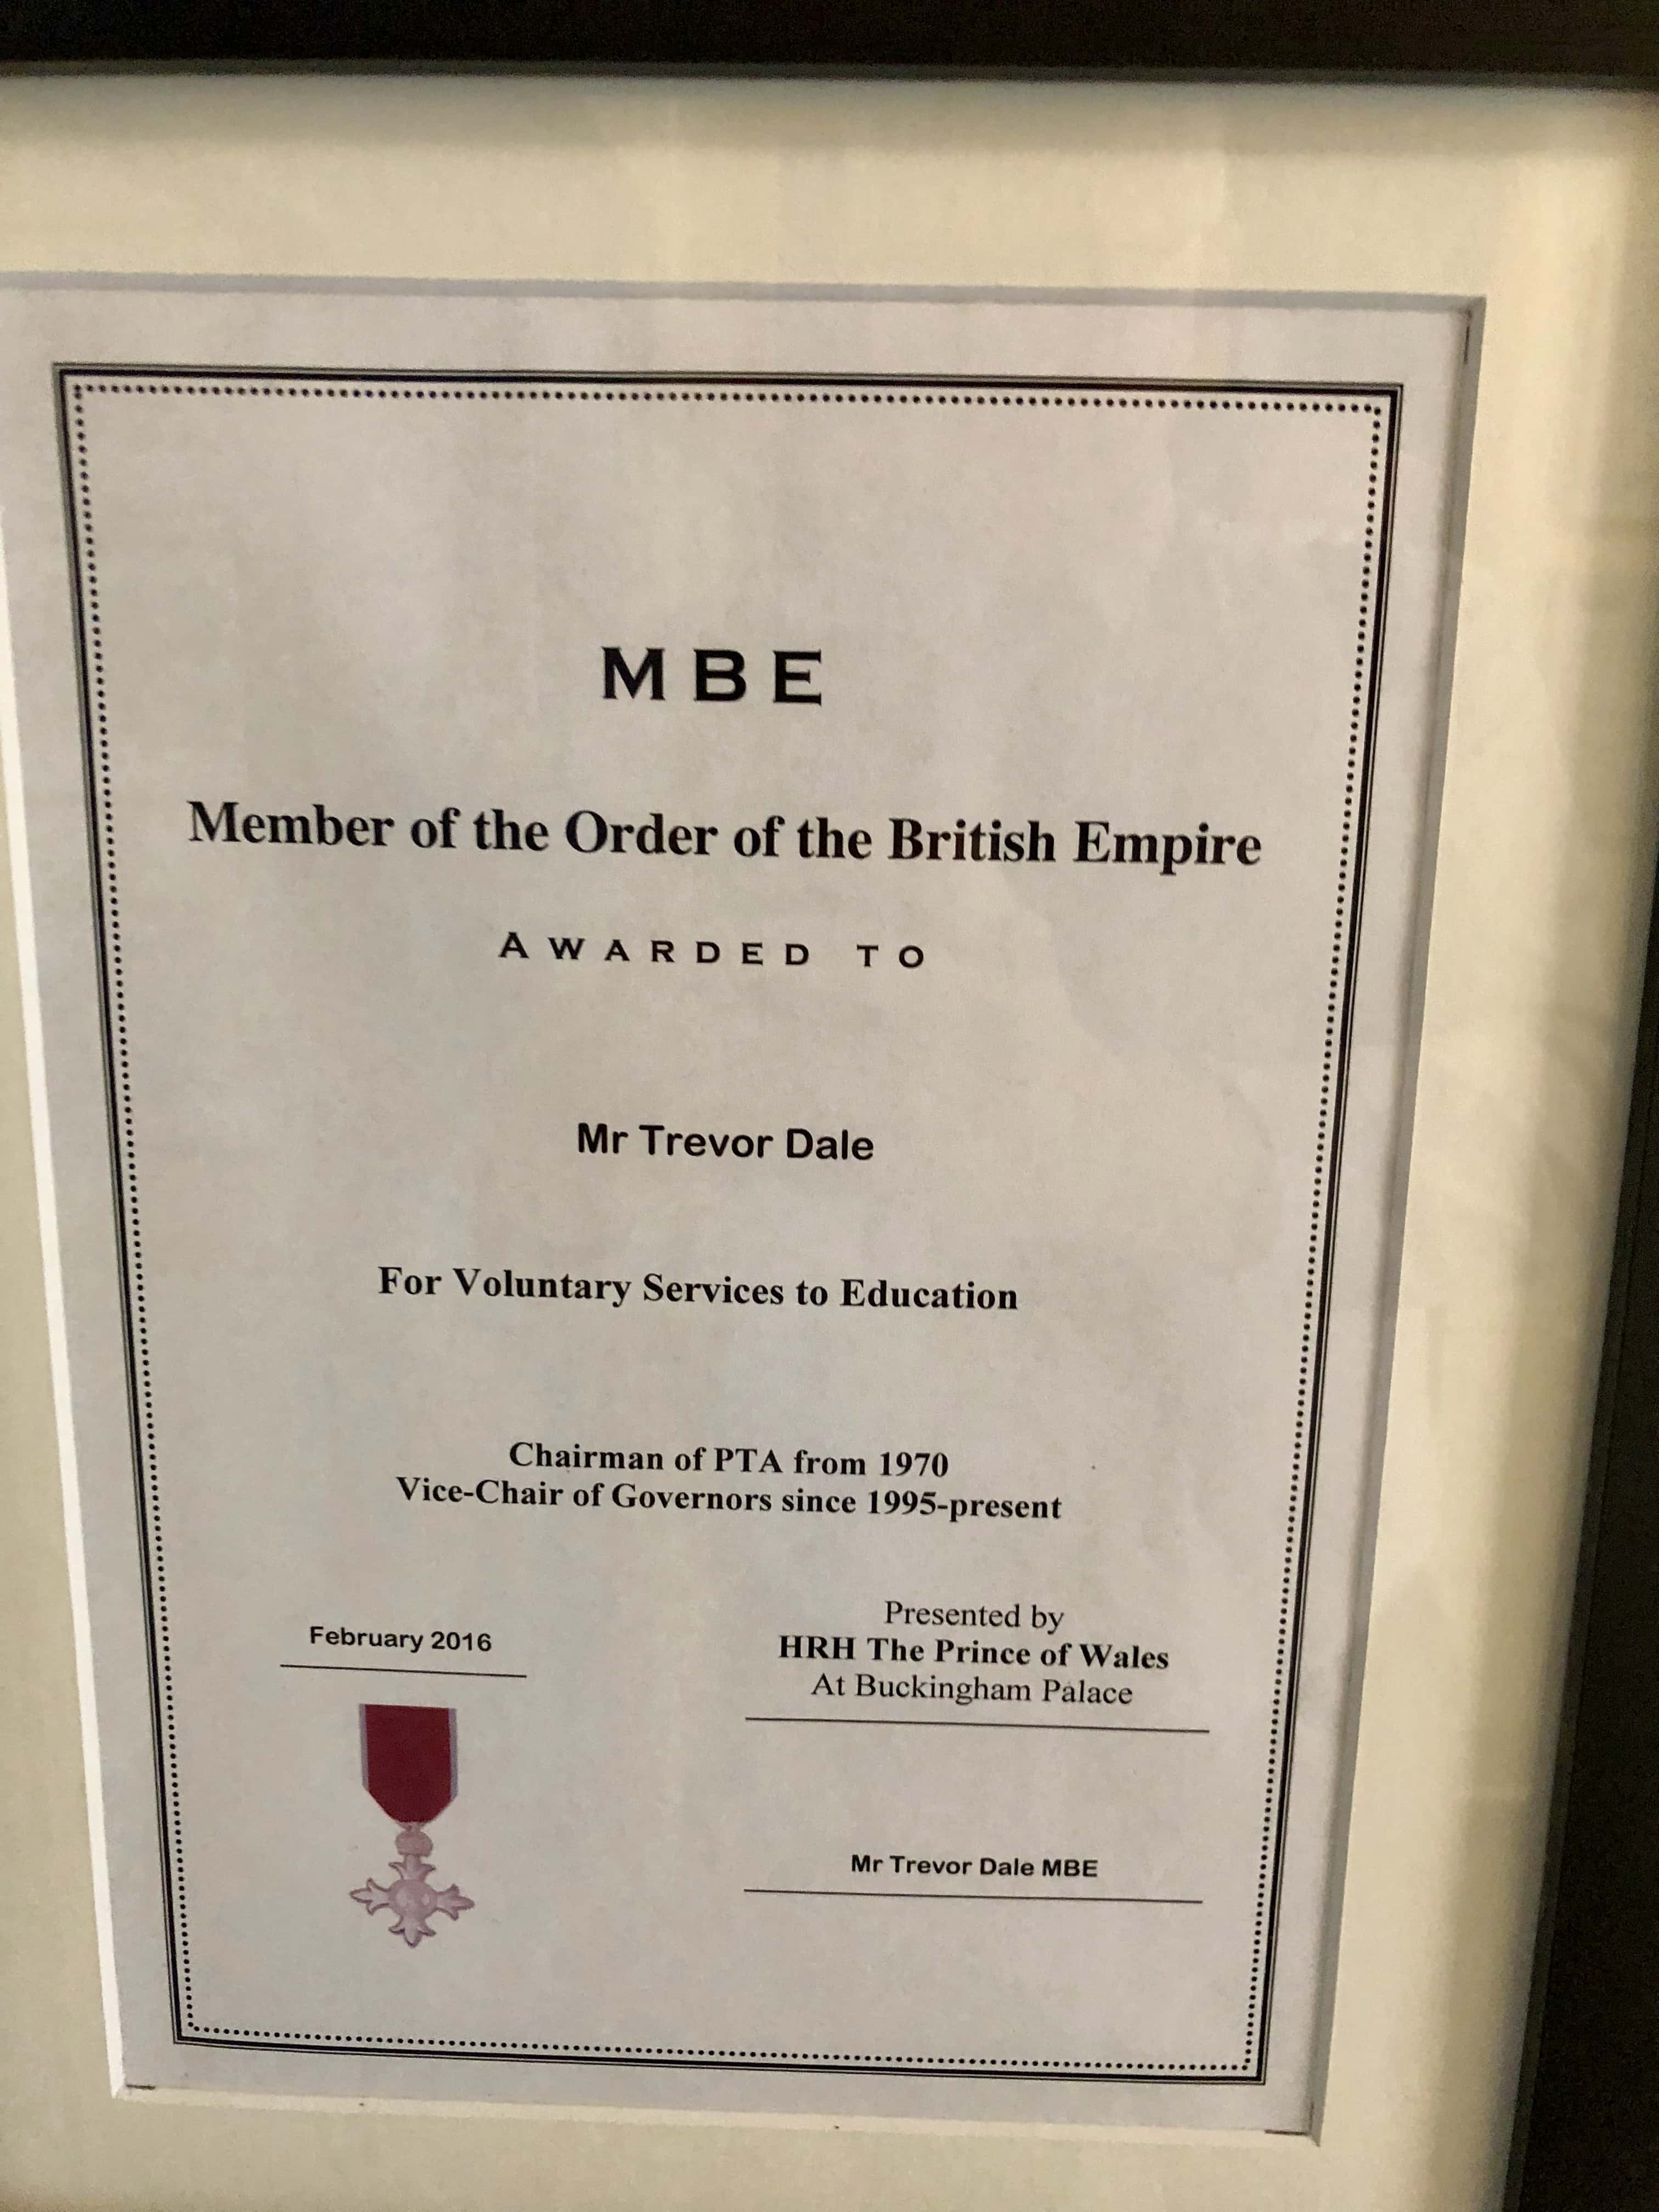 MBE
Member of the Order of the British Empire
AWARDED TO
Mr Trevor Dale
For Voluntary Services to Education
Chairman of PTA from 1970
Vice-Chair of Governors since 1995-present
February 2016
Presented by
HRH The Prince of Wales
At Buckingham Palace
Mr Trevor Dale MBE